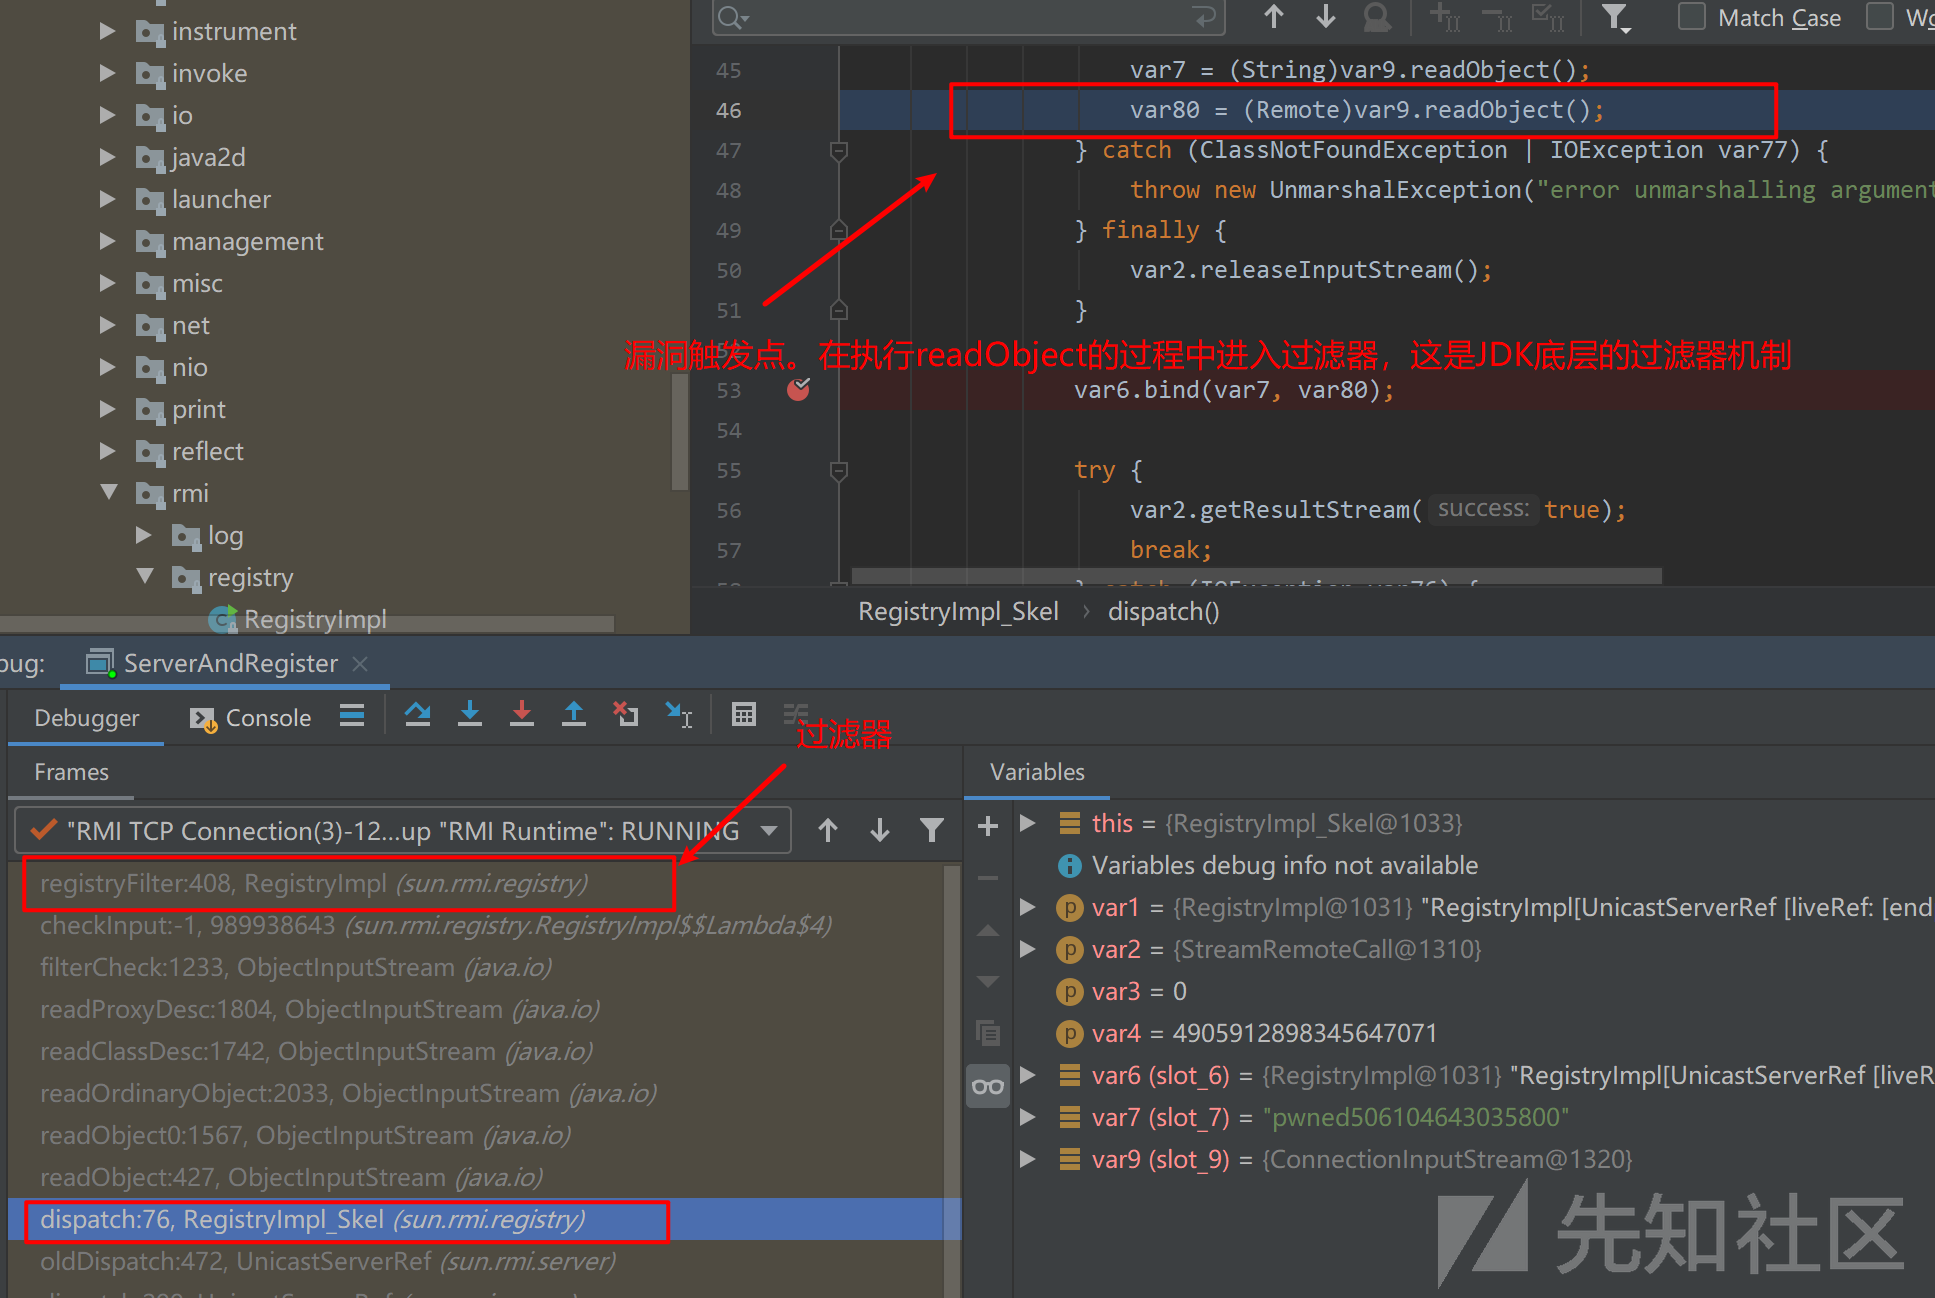 instrument
invoke
io
java2d
launcher
management
misc
net
nio
print
reflect
rmi
log
registry
RegistryImpl
Match Case
45 var7 = (String)var9.readObject();
46 var80 = (Remote)var9.readObject();
47 } catch (ClassNotFoundException | IOException var77) {
48 throw new UnmarshalException("error unmarshalling argument
49 } finally {
50 var2.releaseInputStream();
51 }
漏洞触发点。在执行readObject的过程中进入过滤器，这是JDK底层的过滤器机制
53 var6.bind(var7, var80);
54
55 try {
56 var2.getResultStream( success: true);
57 break;
} catch (IOException var76) {
RegistryImpl_Skel › dispatch()
bug: ServerAndRegister
Debugger Console
过滤器
Frames
"RMI TCP Connection(3)-12...up "RMI Runtime": RUNNING
registryFilter:408, RegistryImpl (sun.rmi.registry)
checkInput:-1, 989938643 (sun.rmi.registry.RegistryImpl$$Lambda$4)
filterCheck:1233, ObjectInputStream (java.io)
readProxyDesc:1804, ObjectInputStream (java.io)
readClassDesc:1742, ObjectInputStream (java.io)
readOrdinaryObject:2033, ObjectInputStream (java.io)
readObject0:1567, ObjectInputStream (java.io)
readObject:427, ObjectInputStream (java.io)
dispatch:76, RegistryImpl_Skel (sun.rmi.registry)
oldDispatch:472, UnicastServerRef (sun.rmi.server)
Variables
this = {RegistryImpl_Skel@1033}
Variables debug info not available
var1 = {RegistryImpl@1031} "RegistryImpl[UnicastServerRef [liveRef: [end
var2 = {StreamRemoteCall@1310}
var3 = 0
var4 = 4905912898345647071
var6 (slot_6) = {RegistryImpl@1031} "RegistryImpl[UnicastServerRef [liveR
var7 (slot_7) = "pwned506104643035800"
var9 (slot_9) = {ConnectionInputStream@1320}
先知社区